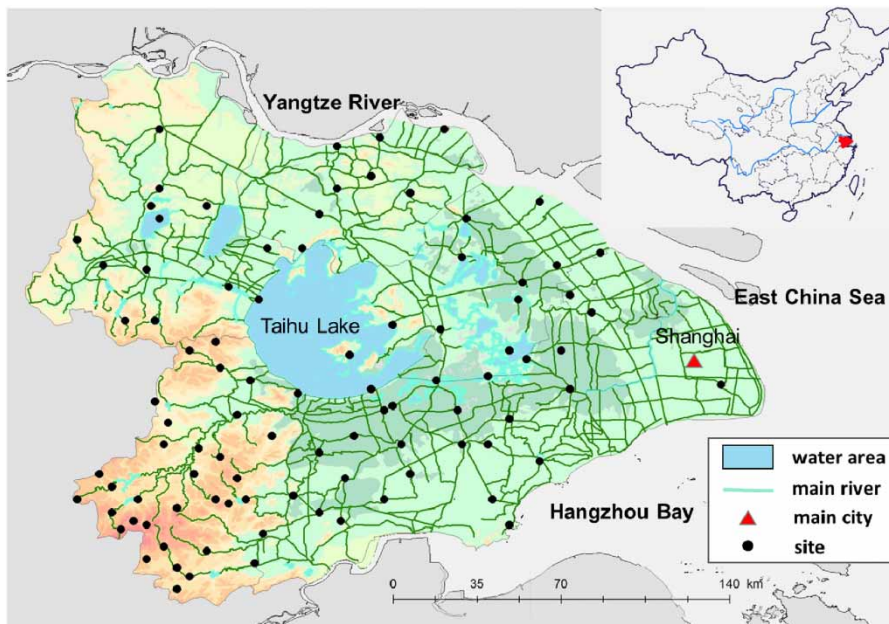 Yangtze River
East China Sea
Taihu Lake
Shanghai
Hangzhou Bay
water area
main river
main city
site
0 35 70 140 km